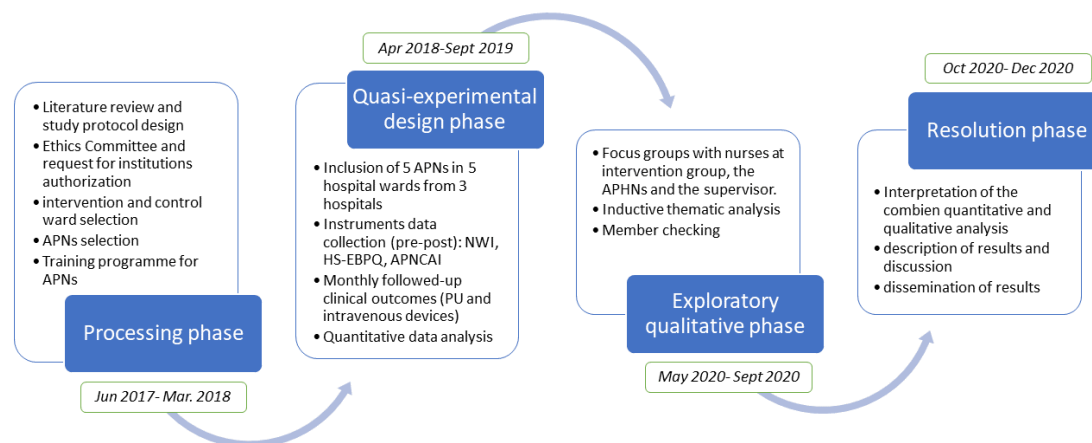 • Literature review and
study protocol design
• Ethics Committee and
request for institutions
authorization
• intervention and control
ward selection
• APNs selection
• Training programme for
APNs
Processing phase
Jun 2017- Mar. 2018
Apr 2018-Sept 2019
Quasi-experimental
design phase
• Inclusion of 5 APNs in 5
hospital wards from 3
hospitals
• Instruments data
collection (pre-post): NWI,
HS-EBPQ, APNCAI
• Monthly followed-up
clinical outcomes (PU and
intravenous devices)
• Quantitative data analysis
• Focus groups with nurses at
intervention group, the
APHNs and the supervisor.
• Inductive thematic analysis
• Member checking
Exploratory
qualitative phase
May 2020- Sept 2020
Oct 2020- Dec 2020
Resolution phase
• Interpretation of the
combien quantitative and
qualitative analysis
• description of results and
discussion
• dissemination of results